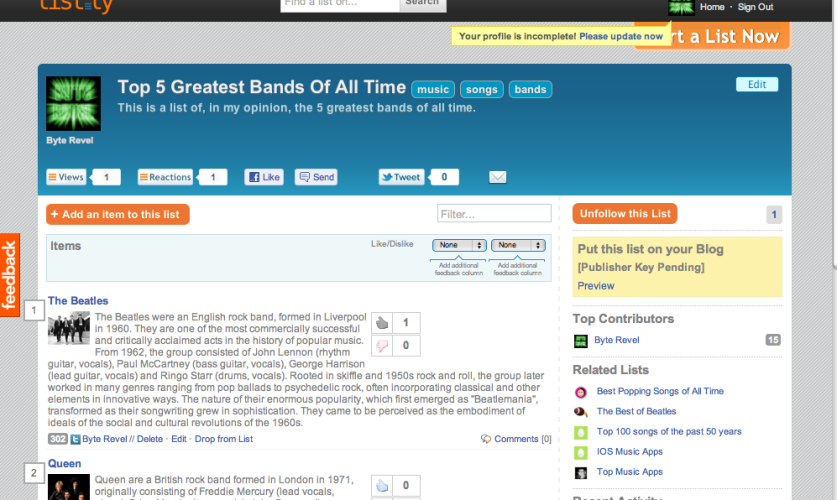 list.ly
Find a list on...
Search
Home · Sign Out
Your profile is incomplete! Please update now
rt a List Now
Top 5 Greatest Bands Of All Time music songs bands
Edit
This is a list of, in my opinion, the 5 greatest bands of all time.
Byte Revel
Views 1 Reactions 1 Like Send Tweet 0
+ Add an item to this list
Filter...
Items
Like/Dislike
None None
Add additional feedback column
Add additional feedback column
1
The Beatles
The Beatles were an English rock band, formed in Liverpool
in 1960. They are one of the most commercially successful
and critically acclaimed acts in the history of popular music.
From 1962, the group consisted of John Lennon (rhythm
guitar, vocals), Paul McCartney (bass guitar, vocals), George Harrison
(lead guitar, vocals) and Ringo Starr (drums, vocals). Rooted in skiffle and 1950s rock and roll, the group later
worked in many genres ranging from pop ballads to psychedelic rock, often incorporating classical and other
elements in innovative ways. The nature of their enormous popularity, which first emerged as "Beatlemania",
transformed as their songwriting grew in sophistication. They came to be perceived as the embodiment of
ideals of the social and cultural revolutions of the 1960s.
1
0
302 Byte Revel // Delete · Edit · Drop from List
Comments [0]
2
Queen
Queen are a British rock band formed in London in 1971,
originally consisting of Freddie Mercury (lead vocals,
0
Unfollow this List
1
Put this list on your Blog
[Publisher Key Pending]
Preview
Top Contributors
Byte Revel 15
Related Lists
Best Popping Songs of All Time
The Best of Beatles
Top 100 songs of the past 50 years
IOS Music Apps
Top Music Apps
Recent Activity
feedback